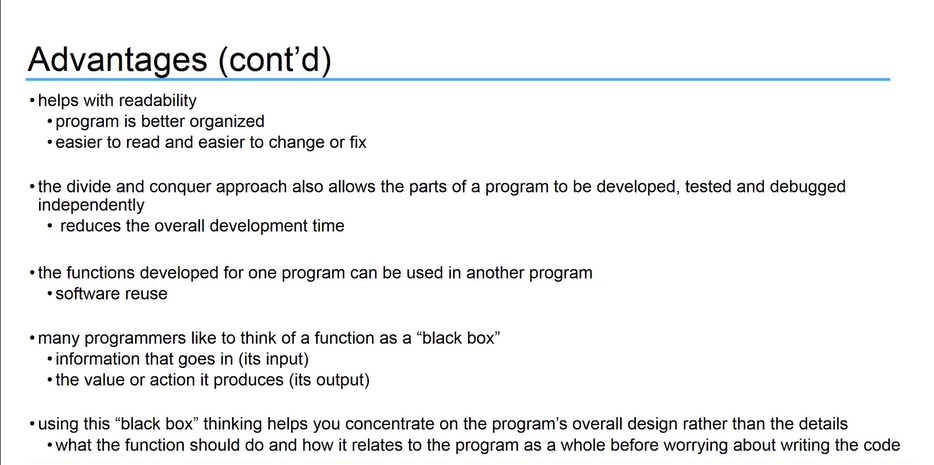 Advantages (cont’d)
•helps with readability
•program is better organized
•easier to read and easier to change or fix
•the divide and conquer approach also allows the parts of a program to be developed, tested and debugged
independently
• reduces the overall development time
•the functions developed for one program can be used in another program
•software reuse
•many programmers like to think of a function as a “black box”
•information that goes in (its input)
•the value or action it produces (its output)
•using this “black box” thinking helps you concentrate on the program’s overall design rather than the details
•what the function should do and how it relates to the program as a whole before worrying about writing the code